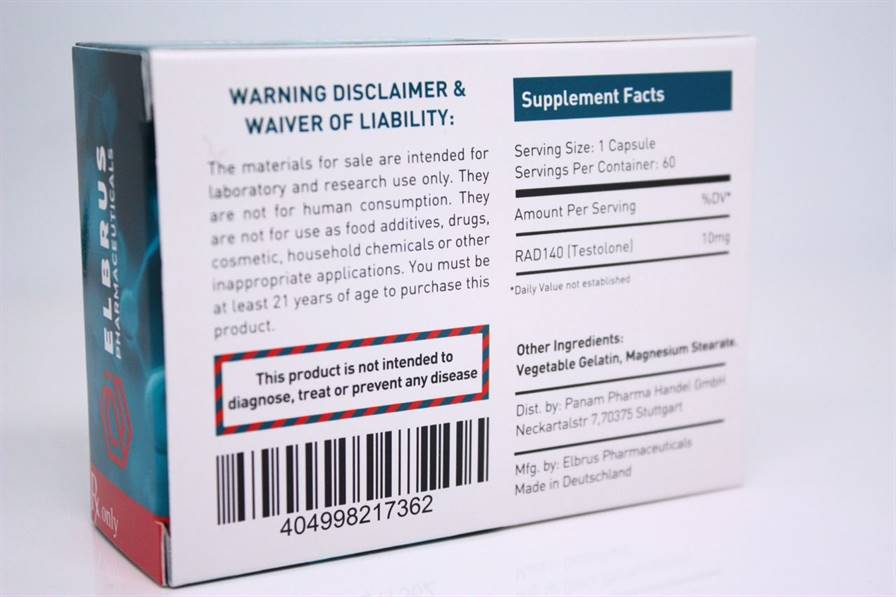 ELBRUS
PHARMACEUTICALS
Rx only
WARNING DISCLAIMER &
WAIVER OF LIABILITY:
The materials for sale are intended for
laboratory and research use only. They
are not for human consumption. They
are not for use as food additives, drugs,
cosmetic, household chemicals or other
inappropriate applications. You must be
at least 21 years of age to purchase this
product.
This product is not intended to
diagnose, treat or prevent any disease
404998217362
Supplement Facts
Serving Size: 1 Capsule
Servings Per Container: 60
Amount Per Serving %DV*
RAD140 (Testolone) 10mg
*Daily Value not established
Other Ingredients:
Vegetable Gelatin, Magnesium Stearate.
Dist. by: Panam Pharma Handel GmbH
Neckartalstr 7,70375 Stuttgart
Mfg. by: Elbrus Pharmaceuticals
Made in Deutschland